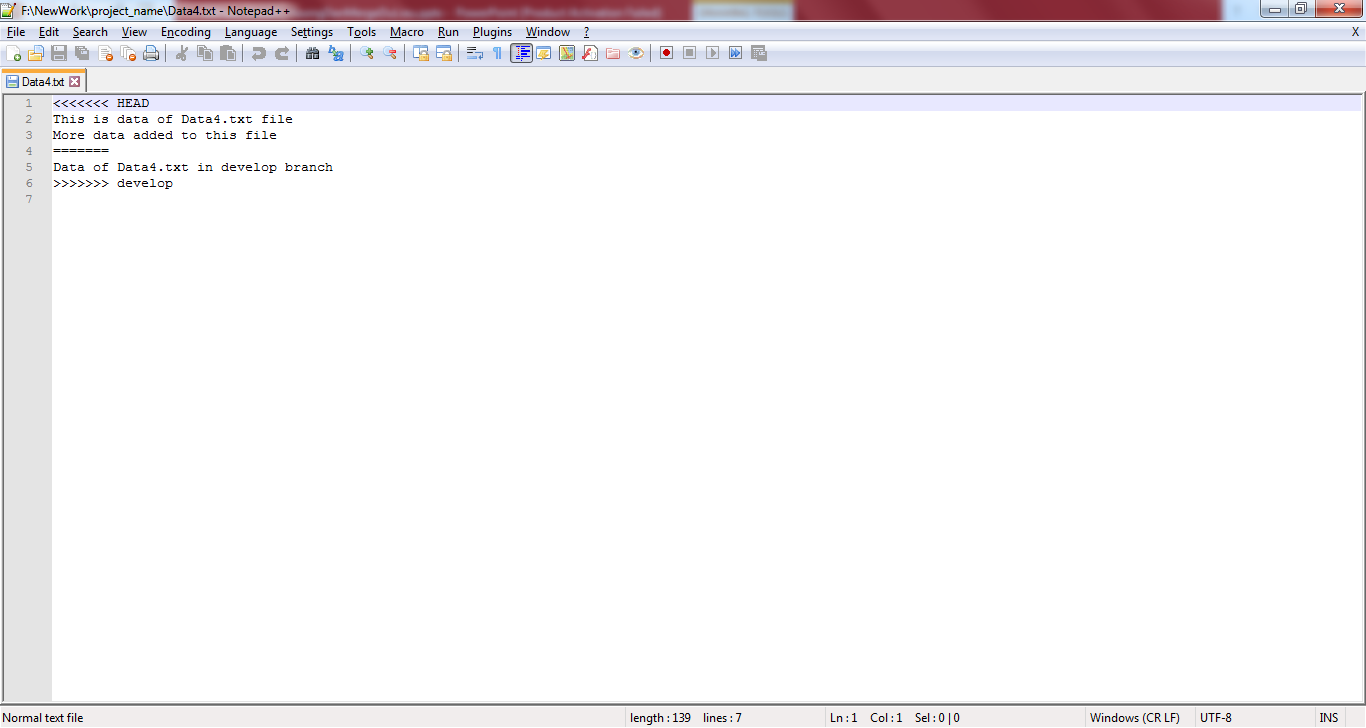 F:\NewWork\project_name\Data4.txt - Notepad++
File Edit Search View Encoding Language Settings Tools Macro Run Plugins Window ? X
Data4.txt
1 <<<<<<< HEAD
2 This is data of Data4.txt file
3 More data added to this file
4 =======
5 Data of Data4.txt in develop branch
6 >>>>>>> develop
7
Normal text file length : 139 lines : 7 Ln : 1 Col : 1 Sel : 0 | 0 Windows (CR LF) UTF-8 INS